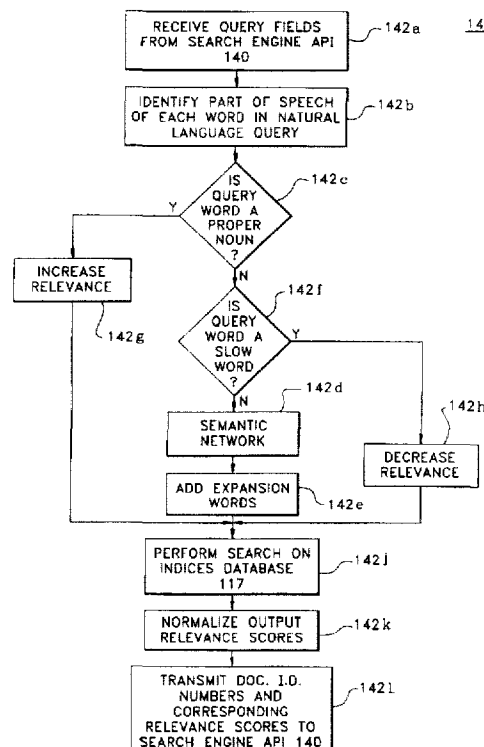 RECEIVE QUERY FIELDS
FROM SEARCH ENGINE API
140
142a
14
IDENTIFY PART OF SPEECH
OF EACH WORD IN NATURAL
LANGUAGE QUERY
142b
IS
QUERY
WORD A
PROPER
NOUN
?
142c
Y
N
INCREASE
RELEVANCE
142g
IS
QUERY
WORD A
SLOW
WORD
?
142f
Y
N
SEMANTIC
NETWORK
142d
DECREASE
RELEVANCE
142h
ADD EXPANSION
WORDS
142e
PERFORM SEARCH ON
INDICES DATABASE
117
142j
NORMALIZE OUTPUT
RELEVANCE SCORES
142k
TRANSMIT DOC. I.D.
NUMBERS AND
CORRESPONDING
RELEVANCE SCORES TO
SEARCH ENGINE API 140
142l